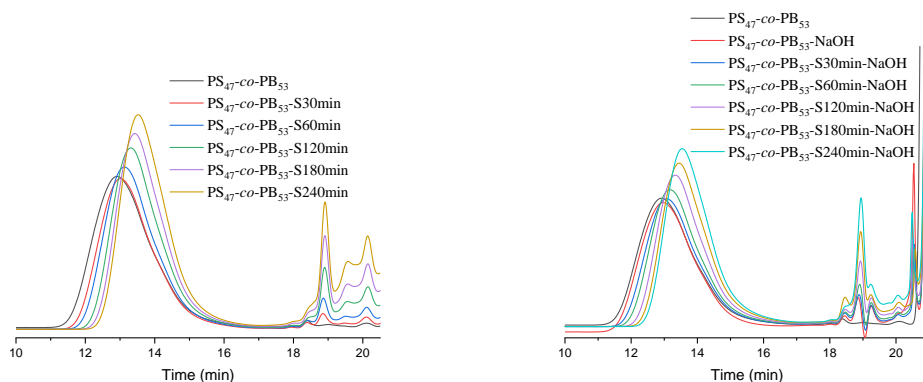 PS₄₇-co-PB₅₃
PS₄₇-co-PB₅₃-S30min
PS₄₇-co-PB₅₃-S60min
PS₄₇-co-PB₅₃-S120min
PS₄₇-co-PB₅₃-S180min
PS₄₇-co-PB₅₃-S240min
10 12 14 16 18 20
Time (min)
PS₄₇-co-PB₅₃
PS₄₇-co-PB₅₃-NaOH
PS₄₇-co-PB₅₃-S30min-NaOH
PS₄₇-co-PB₅₃-S60min-NaOH
PS₄₇-co-PB₅₃-S120min-NaOH
PS₄₇-co-PB₅₃-S180min-NaOH
PS₄₇-co-PB₅₃-S240min-NaOH
10 12 14 16 18 20
Time (min)